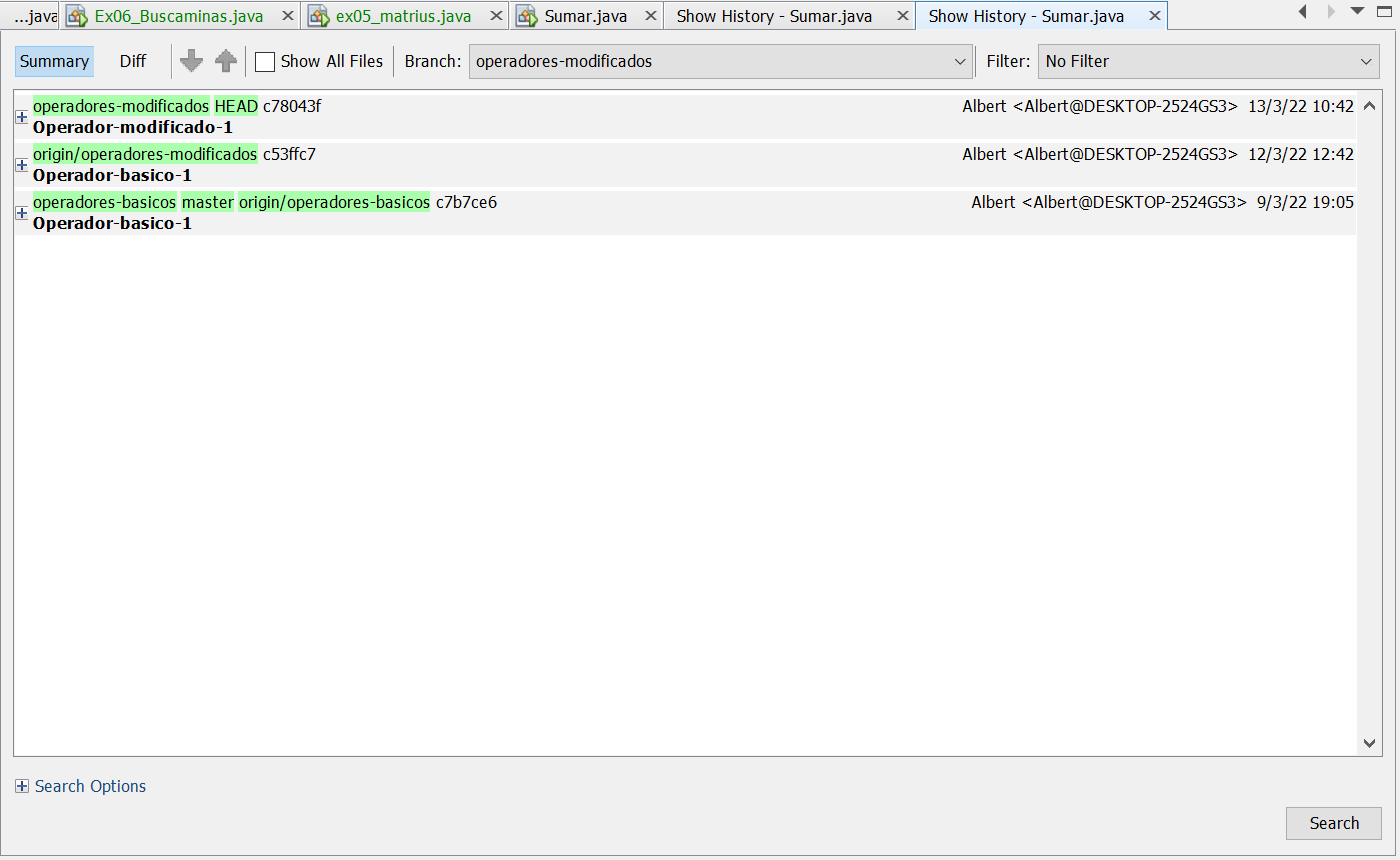 ...java Ex06_Buscaminas.java ex05_matrius.java Sumar.java Show History - Sumar.java Show History - Sumar.java
Summary Diff Show All Files Branch: operadores-modificados Filter: No Filter
operadores-modificados HEAD c78043f Albert <Albert@DESKTOP-2524GS3> 13/3/22 10:42
Operador-modificado-1
origin/operadores-modificados c53ffc7 Albert <Albert@DESKTOP-2524GS3> 12/3/22 12:42
Operador-basico-1
operadores-basicos master origin/operadores-basicos c7b7ce6 Albert <Albert@DESKTOP-2524GS3> 9/3/22 19:05
Operador-basico-1
Search Options
Search